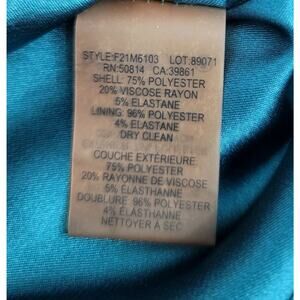 STYLE:F21M6103 LOT:89071
RN:50814 CA:39861
SHELL: 75% POLYESTER
20% VISCOSE RAYON
5% ELASTANE
LINING: 96% POLYESTER
4% ELASTANE
DRY CLEAN
COUCHE EXTÉRIEURE
75% POLYESTER
20% RAYONNE DE VISCOSE
5% ÉLASTHANNE
DOUBLURE: 96% POLYESTER
4% ÉLASTHANNE
NETTOYER À SEC